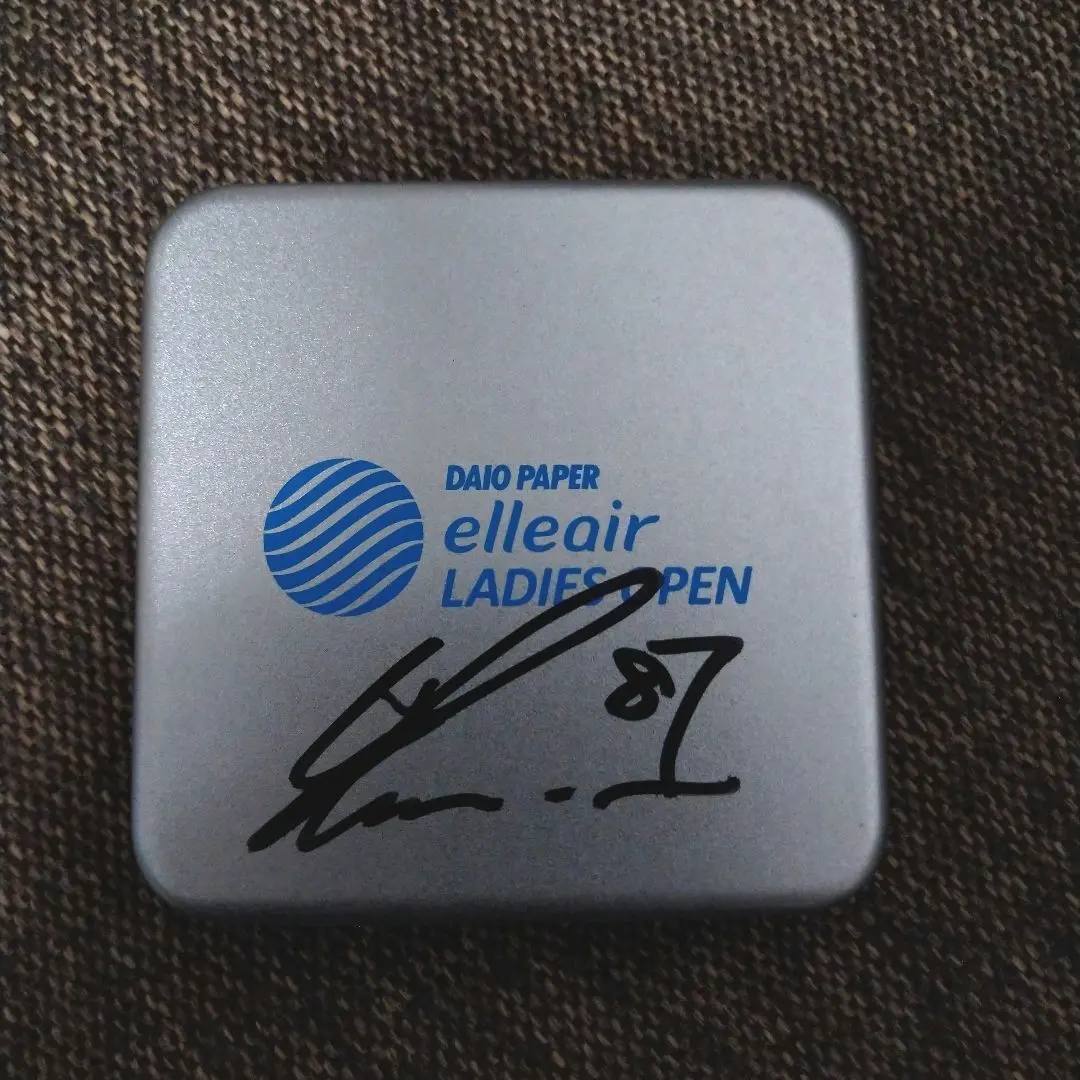 DAIO PAPER
elleair
LADIES OPEN
87